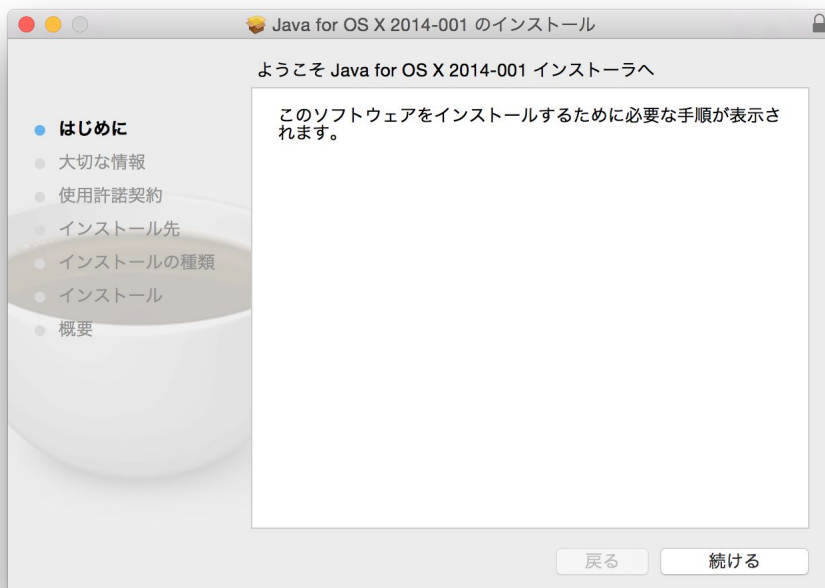 Java for OS X 2014-001 のインストール
ようこそ Java for OS X 2014-001 インストーラへ
はじめに
大切な情報
使用許諾契約
インストール先
インストールの種類
インストール
概要
このソフトウェアをインストールするために必要な手順が表示さ
れます。
戻る
続ける